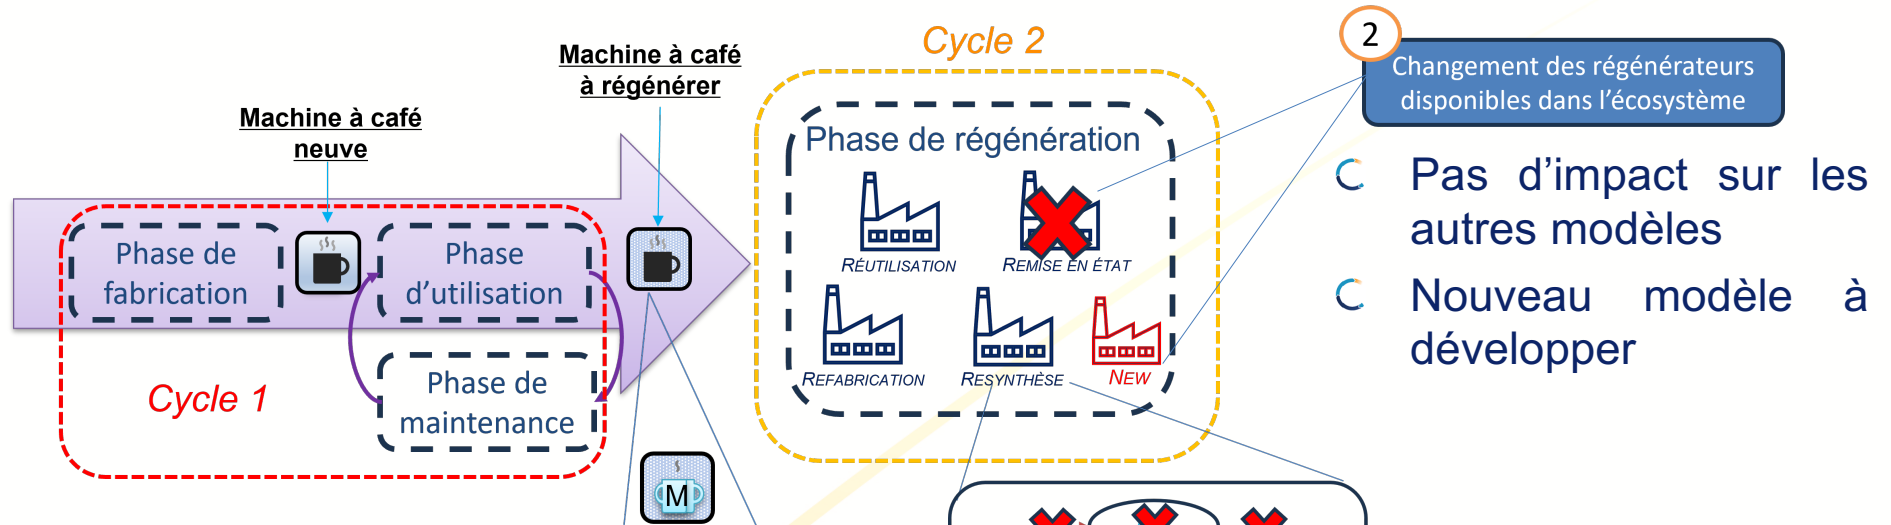 Cycle 2
2
Changement des régénérateurs
disponibles dans l'écosystème
Machine à café
à régénérer
Machine à café
neuve
Phase de régénération
Phase de
fabrication
Phase
d'utilisation
Phase de
maintenance
Cycle 1
RÉUTILISATION
REMISE EN ÉTAT
REFABRICATION
RESYNTHÈSE
NEW
M
Pas d'impact sur les
autres modèles
Nouveau modèle à
développer